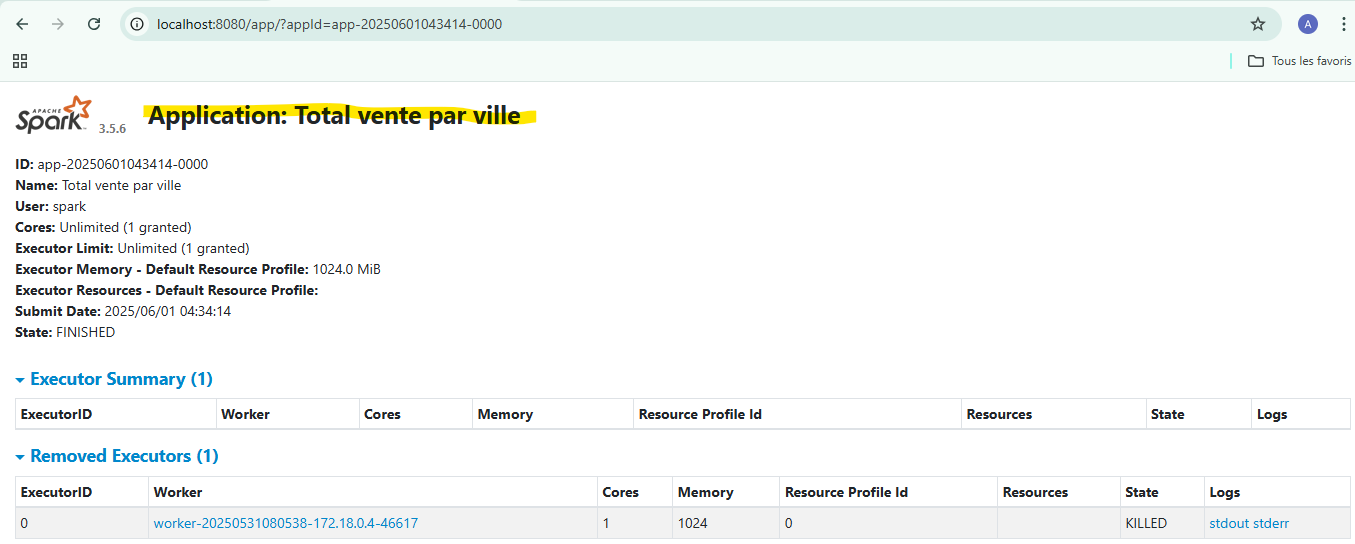 localhost:8080/app/?appId=app-20250601043414-0000
A
Tous les favoris
APACHE Spark 3.5.6 Application: Total vente par ville
ID: app-20250601043414-0000
Name: Total vente par ville
User: spark
Cores: Unlimited (1 granted)
Executor Limit: Unlimited (1 granted)
Executor Memory - Default Resource Profile: 1024.0 MiB
Executor Resources - Default Resource Profile:
Submit Date: 2025/06/01 04:34:14
State: FINISHED
Executor Summary (1)
ExecutorID Worker Cores Memory Resource Profile Id Resources State Logs
Removed Executors (1)
ExecutorID Worker Cores Memory Resource Profile Id Resources State Logs
0 worker-20250531080538-172.18.0.4-46617 1 1024 0 KILLED stdout stderr